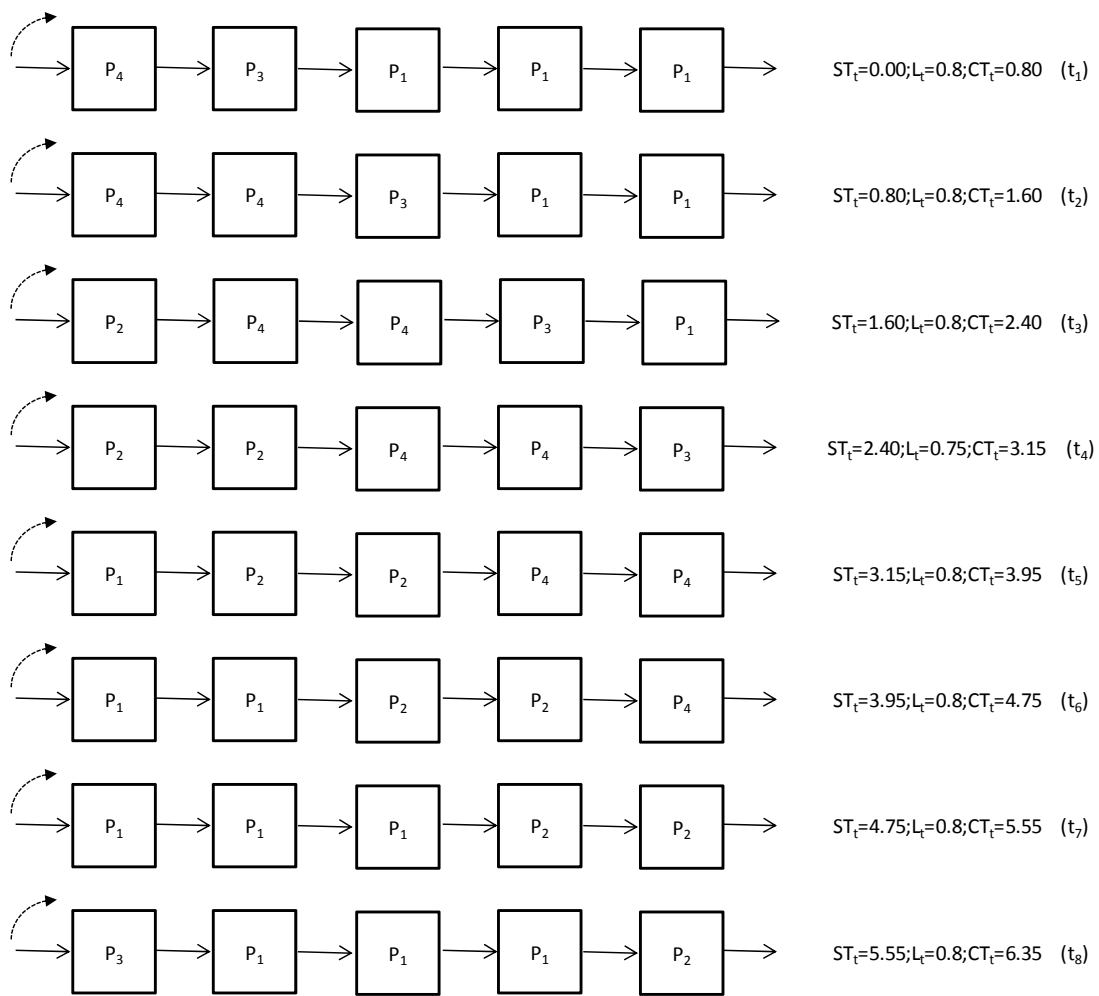 P₄ P₃ P₁ P₁ P₁ STₜ=0.00;Lₜ=0.8;CTₜ=0.80 (t₁)
P₄ P₄ P₃ P₁ P₁ STₜ=0.80;Lₜ=0.8;CTₜ=1.60 (t₂)
P₂ P₄ P₄ P₃ P₁ STₜ=1.60;Lₜ=0.8;CTₜ=2.40 (t₃)
P₂ P₂ P₄ P₄ P₃ STₜ=2.40;Lₜ=0.75;CTₜ=3.15 (t₄)
P₁ P₂ P₂ P₄ P₄ STₜ=3.15;Lₜ=0.8;CTₜ=3.95 (t₅)
P₁ P₁ P₂ P₂ P₄ STₜ=3.95;Lₜ=0.8;CTₜ=4.75 (t₆)
P₁ P₁ P₁ P₂ P₂ STₜ=4.75;Lₜ=0.8;CTₜ=5.55 (t₇)
P₃ P₁ P₁ P₁ P₂ STₜ=5.55;Lₜ=0.8;CTₜ=6.35 (t₈)